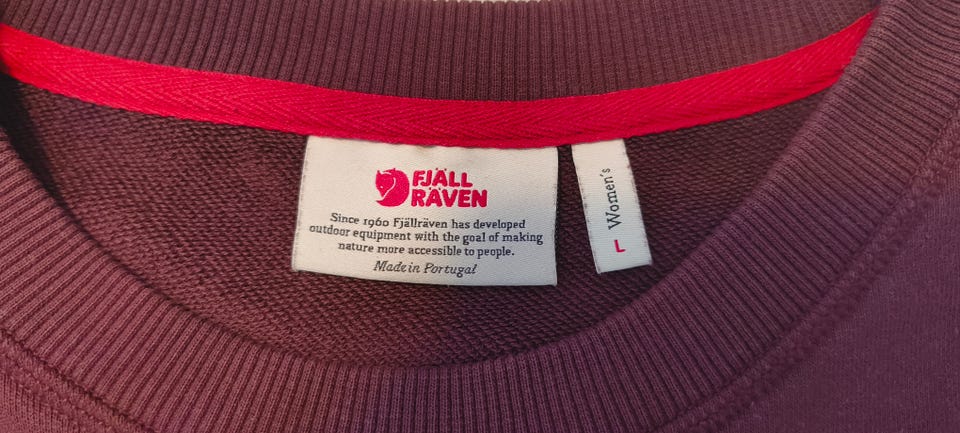 FJÄLL
RÄVEN
Since 1960 Fjällräven has developed
outdoor equipment with the goal of making
nature more accessible to people.
Made in Portugal
L Women's